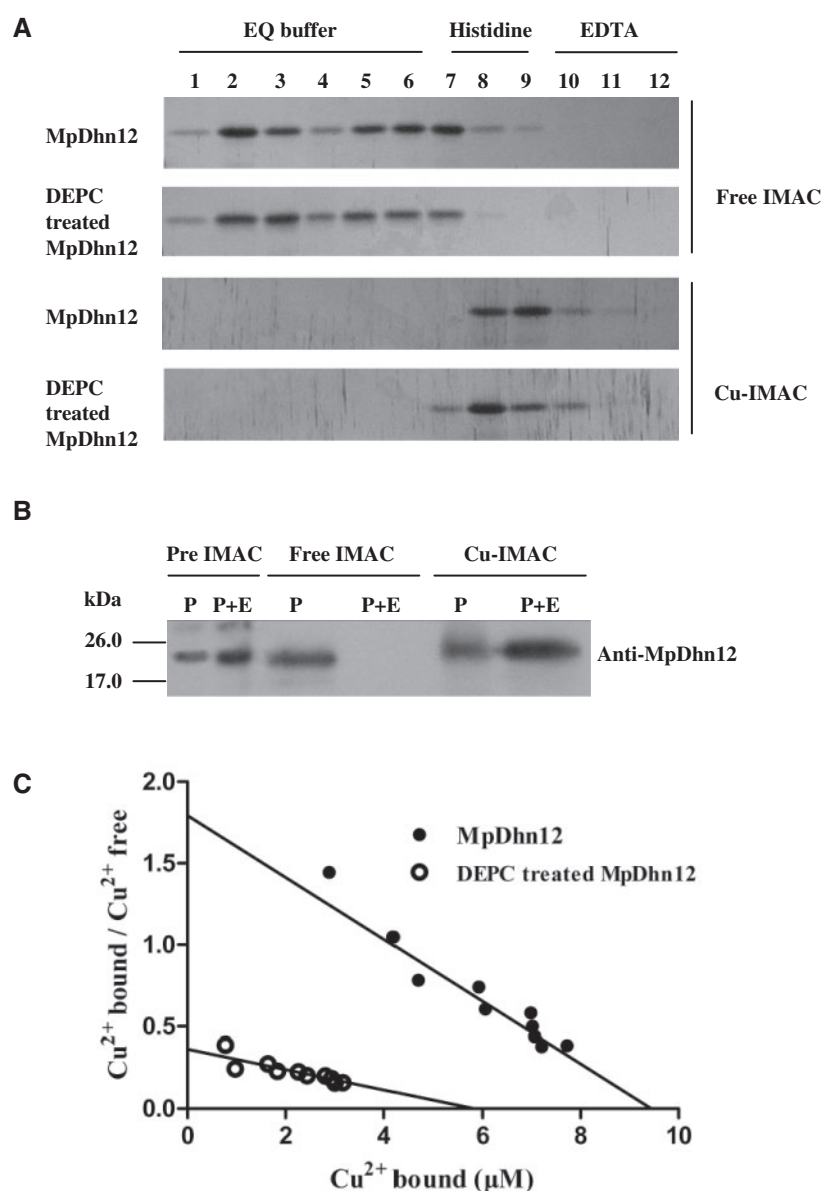 A
EQ buffer Histidine EDTA
1 2 3 4 5 6 7 8 9 10 11 12
MpDhn12
DEPC
treated
MpDhn12
Free IMAC
MpDhn12
DEPC
treated
MpDhn12
Cu-IMAC
B
Pre IMAC Free IMAC Cu-IMAC
kDa P P+E P P+E P P+E
26.0
17.0
Anti-MpDhn12
C
Cu²⁺ bound / Cu²⁺ free
2.0
1.5
1.0
0.5
0.0
MpDhn12
DEPC treated MpDhn12
0 2 4 6 8 10
Cu²⁺ bound (µM)